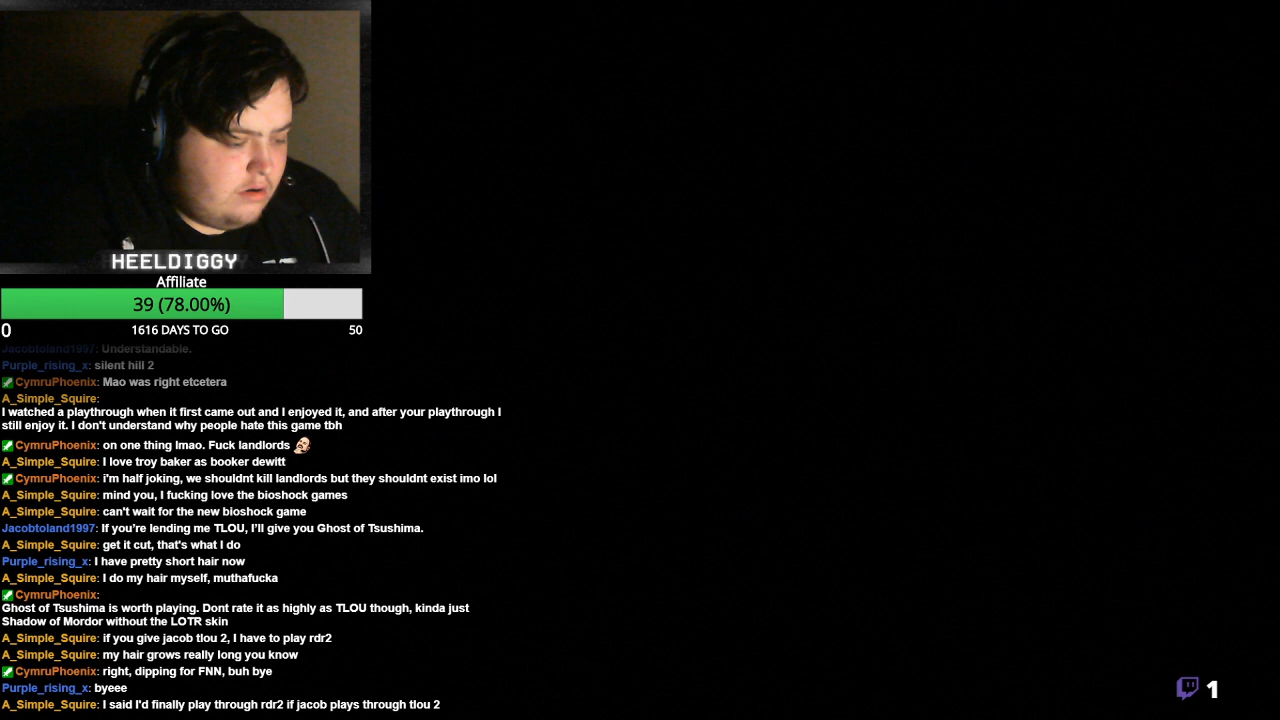 HEELDIGGY
Affiliate
39 (78.00%)
0 1616 DAYS TO GO 50
Jacobtoland1997: Understandable.
Purple_rising_x: silent hill 2
CymruPhoenix: Mao was right etcetera
A_Simple_Squire:
I watched a playthrough when it first came out and I enjoyed it, and after your playthrough I
still enjoy it. I don't understand why people hate this game tbh
CymruPhoenix: on one thing lmao. Fuck landlords
A_Simple_Squire: I love troy baker as booker dewitt
CymruPhoenix: i'm half joking, we shouldnt kill landlords but they shouldnt exist imo lol
A_Simple_Squire: mind you, I fucking love the bioshock games
A_Simple_Squire: can't wait for the new bioshock game
Jacobtoland1997: If you're lending me TLOU, I'll give you Ghost of Tsushima.
A_Simple_Squire: get it cut, that's what I do
Purple_rising_x: I have pretty short hair now
A_Simple_Squire: I do my hair myself, muthafucka
CymruPhoenix:
Ghost of Tsushima is worth playing. Dont rate it as highly as TLOU though, kinda just
Shadow of Mordor without the LOTR skin
A_Simple_Squire: if you give jacob tlou 2, I have to play rdr2
A_Simple_Squire: my hair grows really long you know
CymruPhoenix: right, dipping for FNN, buh bye
Purple_rising_x: byeee
A_Simple_Squire: I said I'd finally play through rdr2 if jacob plays through tlou 2
1